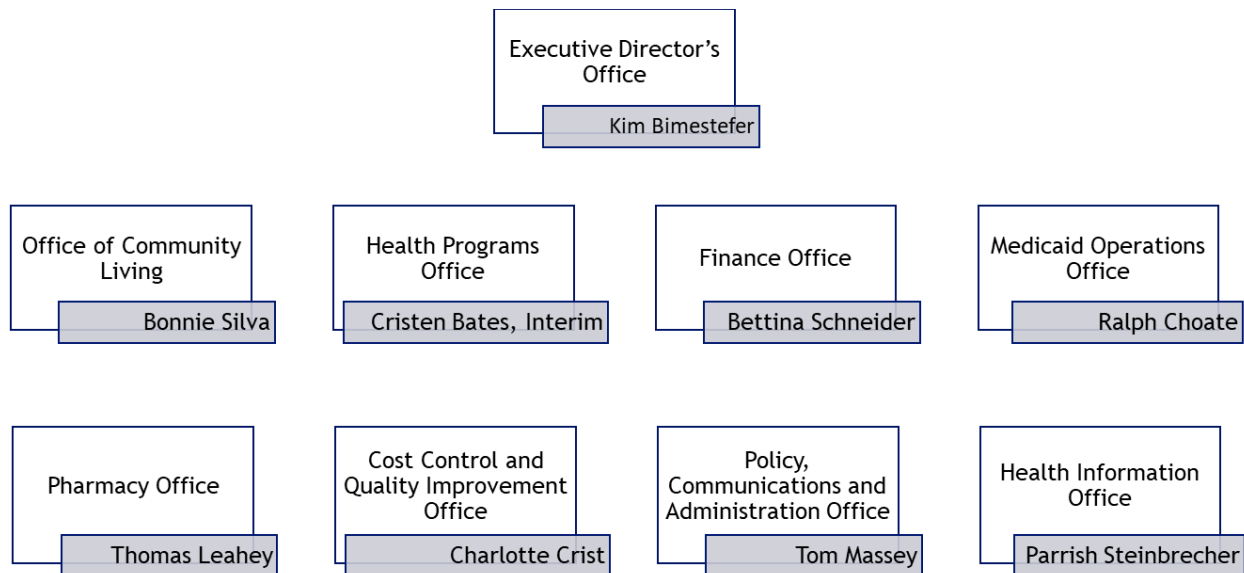 Executive Director’s
Office
Kim Bimestefer
Office of Community
Living
Bonnie Silva
Health Programs
Office
Cristen Bates, Interim
Finance Office
Bettina Schneider
Medicaid Operations
Office
Ralph Choate
Pharmacy Office
Thomas Leahey
Cost Control and
Quality Improvement
Office
Charlotte Crist
Policy,
Communications and
Administration Office
Tom Massey
Health Information
Office
Parrish Steinbrecher